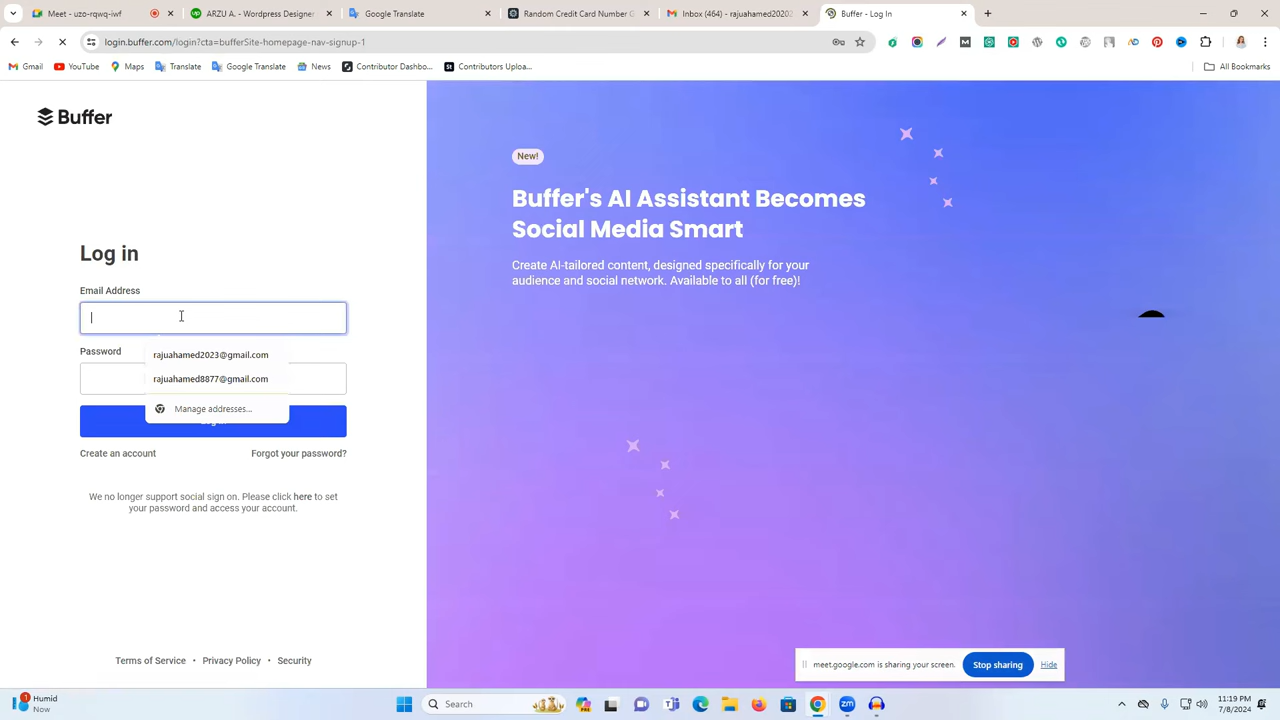 Meet - uzo-wordpress
ARZU A. - Wordpress Designer
Google Translate
Random Credit Card Number G
Inbox (464) - rajuahamed20202
Buffer - Log In
login.buffer.com/login?cta=bufferSite-homepage-nav-signup-1
Gmail
YouTube
Maps
Translate
Google Translate
News
Contributor Dashbo...
Contributors Uploa...
All Bookmarks
Buffer
New!
Buffer's AI Assistant Becomes
Social Media Smart
Create AI-tailored content, designed specifically for your
audience and social network. Available to all (for free)!
Log in
Email Address
rajuahamed2023@gmail.com
Password
rajuahamed8877@gmail.com
Manage addresses...
Create an account
Forgot your password?
We no longer support social sign on. Please click here to set
your password and access your account.
Terms of Service • Privacy Policy • Security
meet.google.com is sharing your screen.
Stop sharing
Hide
Humid
Now
Search
11:19 PM
7/8/2024